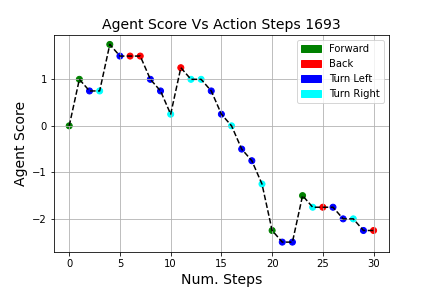 Agent Score Vs Action Steps 1693
Forward
Back
Turn Left
Turn Right
Agent Score
1
0
−1
−2
0
5
10
15
20
25
30
Num. Steps